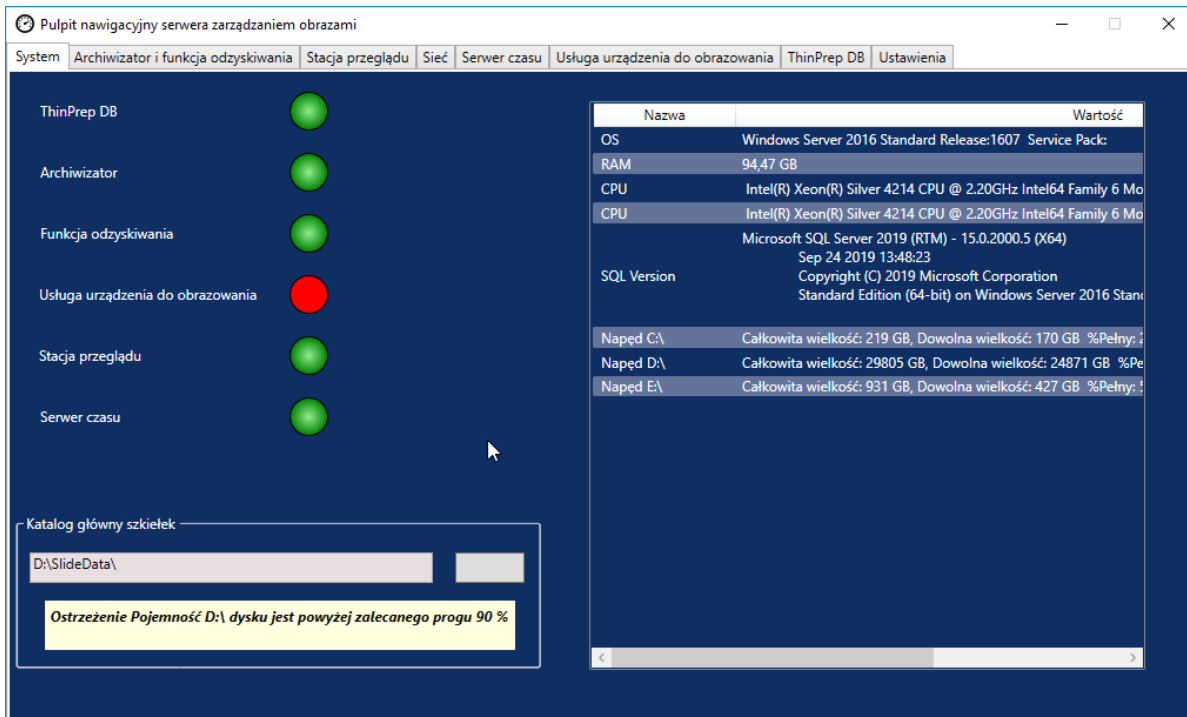 Pulpit nawigacyjny serwera zarządzaniem obrazami
System Archiwizator i funkcja odzyskiwania Stacja przeglądu Sieć Serwer czasu Usługa urządzenia do obrazowania ThinPrep DB Ustawienia
ThinPrep DB
Archiwizator
Funkcja odzyskiwania
Usługa urządzenia do obrazowania
Stacja przeglądu
Serwer czasu
Katalog główny szkiełek
D:\SlideData\
Ostrzeżenie Pojemność D:\ dysku jest powyżej zalecanego progu 90 %
Nazwa Wartość
OS Windows Server 2016 Standard Release:1607 Service Pack:
RAM 94,47 GB
CPU Intel(R) Xeon(R) Silver 4214 CPU @ 2.20GHz Intel64 Family 6 Mo
CPU Intel(R) Xeon(R) Silver 4214 CPU @ 2.20GHz Intel64 Family 6 Mo
Microsoft SQL Server 2019 (RTM) - 15.0.2000.5 (X64)
Sep 24 2019 13:48:23
SQL Version Copyright (C) 2019 Microsoft Corporation
Standard Edition (64-bit) on Windows Server 2016 Stan
Napęd C:\ Całkowita wielkość: 219 GB, Dowolna wielkość: 170 GB %Pełny:
Napęd D:\ Całkowita wielkość: 29805 GB, Dowolna wielkość: 24871 GB %Pe
Napęd E:\ Całkowita wielkość: 931 GB, Dowolna wielkość: 427 GB %Pełny: